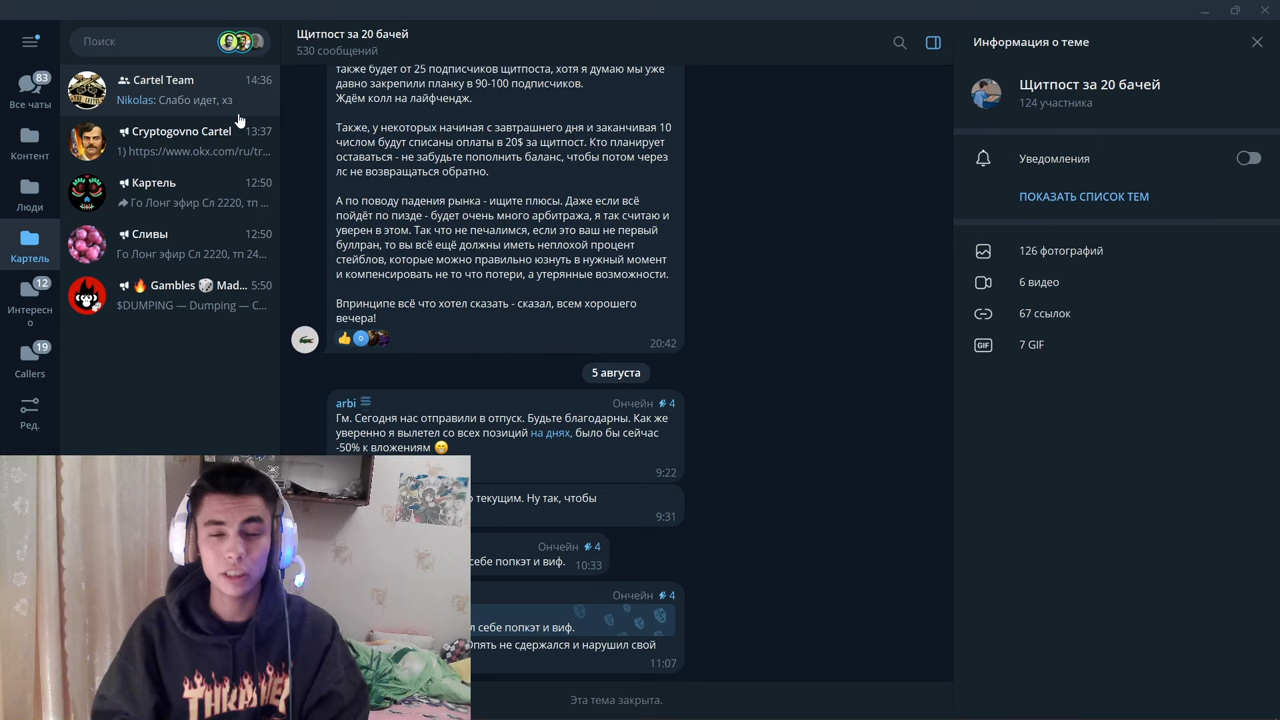 Поиск
83
Все чаты
Контент
Люди
Картель
12
Интересн
о
19
Callers
Ред.
Cartel Team 14:36
Nikolas: Слабо идет, хз
Cryptogovno Cartel 13:37
1) https://www.okx.com/ru/tr...
Картель 12:50
Го Лонг эфир Сл 2220, тп ...
Сливы 12:50
Го Лонг эфир Сл 2220, тп 24...
🔥 Gambles 🎲 Mad... 5:50
$DUMPING — Dumping — C...
Щитпост за 20 бачей
530 сообщений
также будет от 25 подписчиков щитпоста, хотя я думаю мы уже
давно закрепили планку в 90-100 подписчиков.
Ждём колл на лайфчендж.
Также, у некоторых начиная с завтрашнего дня и заканчивая 10
числом будут списаны оплаты в 20$ за щитпост. Кто планирует
оставаться - не забудьте пополнить баланс, чтобы потом через
лс не возвращаться обратно.
А по поводу падения рынка - ищите плюсы. Даже если всё
пойдёт по пизде - будет очень много арбитража, я так считаю и
уверен в этом. Так что не печалимся, если это ваш не первый
буллран, то вы всё ещё должны иметь неплохой процент
стейблов, которые можно правильно юзнуть в нужный момент
и компенсировать не то что потери, а утерянные возможности.
Впринципе всё что хотел сказать - сказал, всем хорошего
вечера!
20:42
5 августа
arbi Ончейн 4
Гм. Сегодня нас отправили в отпуск. Будьте благодарны. Как же
уверенно я вылетел со всех позиций на днях, было бы сейчас
-50% к вложениям 😁
9:22
текущим. Ну так, чтобы
9:31
Ончейн 4
себе попкэт и виф. 10:33
Ончейн 4
себе попкэт и виф.
Опять не сдержался и нарушил свой
11:07
Эта тема закрыта.
Информация о теме
Щитпост за 20 бачей
124 участника
Уведомления
ПОКАЗАТЬ СПИСОК ТЕМ
126 фотографий
6 видео
67 ссылок
GIF 7 GIF
THRASHER